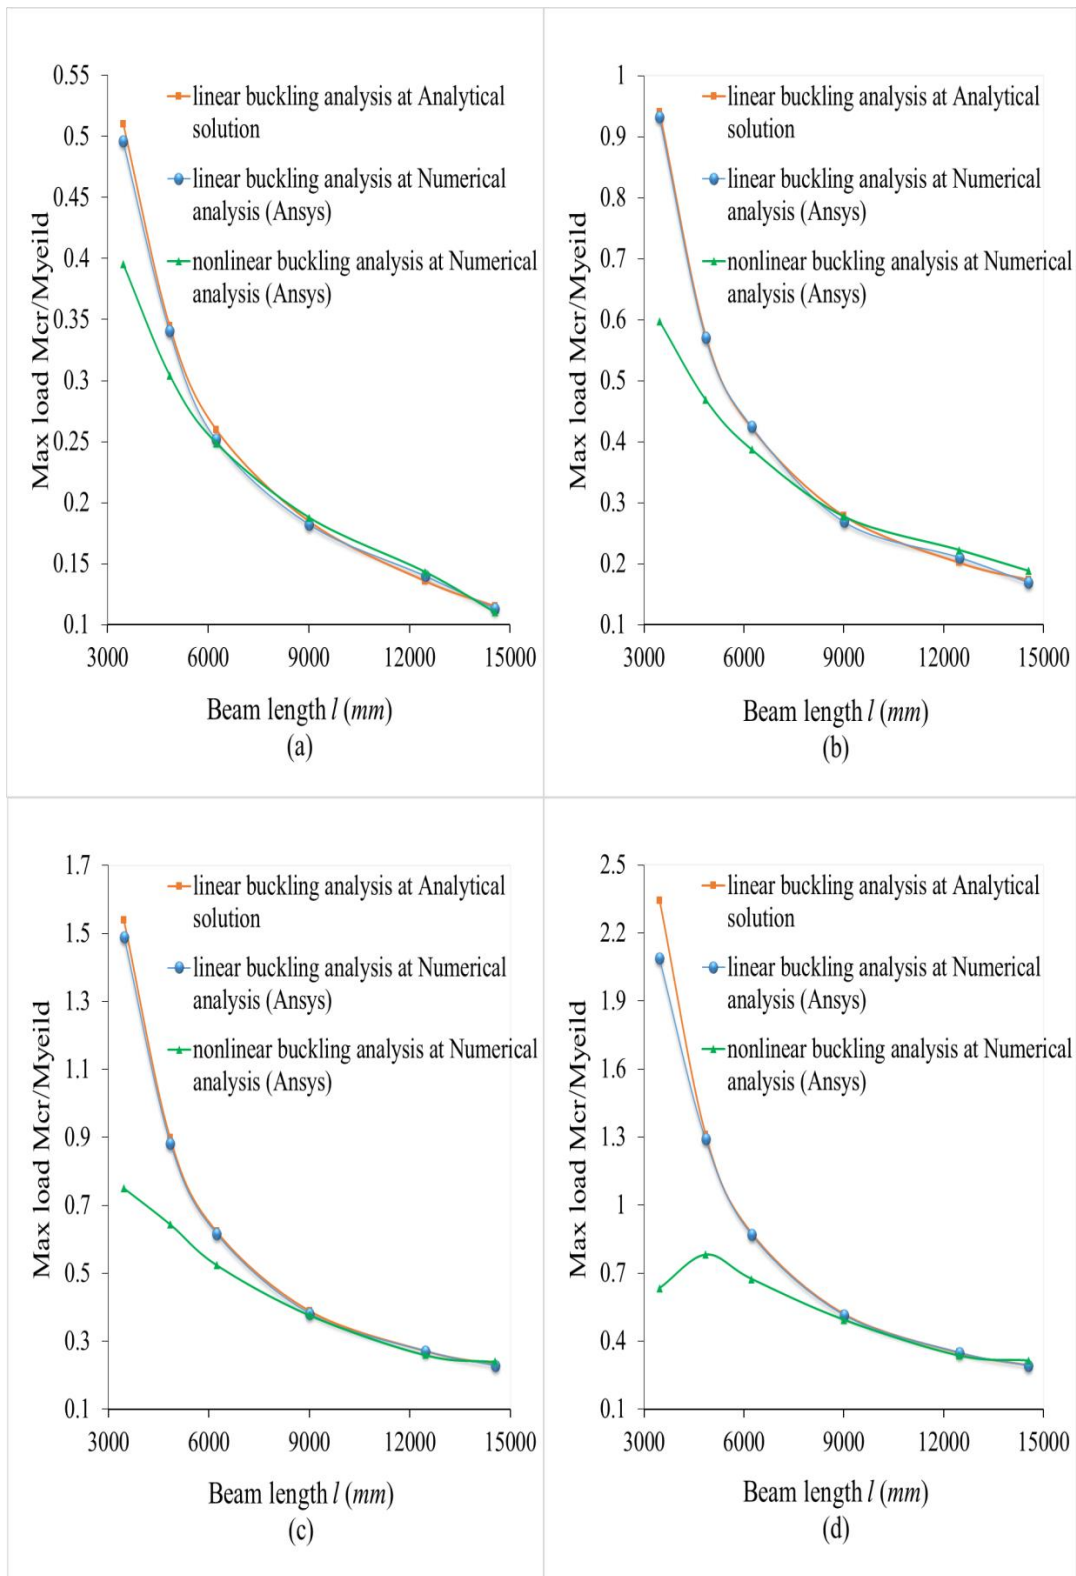 0.55
0.5
0.45
0.4
0.35
0.3
0.25
0.2
0.15
0.1
3000 6000 9000 12000 15000
Max load Mcr/Myeild
linear buckling analysis at Analytical
solution
linear buckling analysis at Numerical
analysis (Ansys)
nonlinear buckling analysis at Numerical
analysis (Ansys)
Beam length l (mm)
(a)
1
0.9
0.8
0.7
0.6
0.5
0.4
0.3
0.2
0.1
3000 6000 9000 12000 15000
Max load Mcr/Myeild
linear buckling analysis at Analytical
solution
linear buckling analysis at Numerical
analysis (Ansys)
nonlinear buckling analysis at Numerical
analysis (Ansys)
Beam length l (mm)
(b)
1.7
1.5
1.3
1.1
0.9
0.7
0.5
0.3
0.1
3000 6000 9000 12000 15000
Max load Mcr/Myeild
linear buckling analysis at Analytical
solution
linear buckling analysis at Numerical
analysis (Ansys)
nonlinear buckling analysis at Numerical
analysis (Ansys)
Beam length l (mm)
(c)
2.5
2.2
1.9
1.6
1.3
1
0.7
0.4
0.1
3000 6000 9000 12000 15000
Max load Mcr/Myeild
linear buckling analysis at Analytical
solution
linear buckling analysis at Numerical
analysis (Ansys)
nonlinear buckling analysis at Numerical
analysis (Ansys)
Beam length l (mm)
(d)